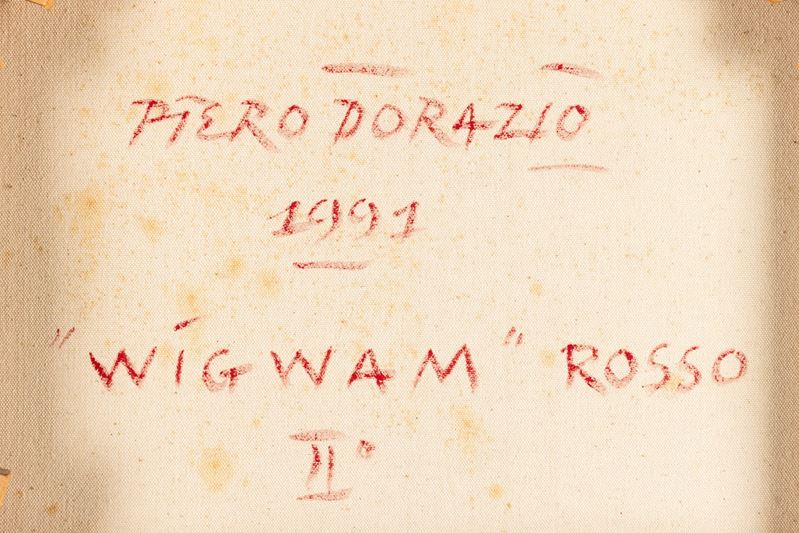 PIERO DORAZIO
1991
"WIGWAM" ROSSO
II°